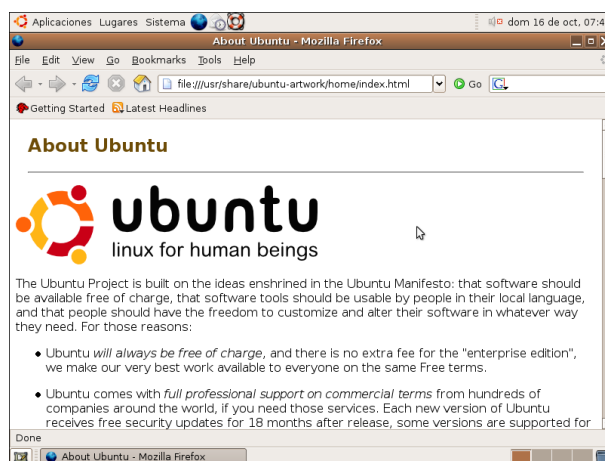 Aplicaciones Lugares Sistema dom 16 de oct, 07:4
About Ubuntu - Mozilla Firefox
File Edit View Go Bookmarks Tools Help
file:///usr/share/ubuntu-artwork/home/index.html Go G
Getting Started Latest Headlines
About Ubuntu
ubuntu
linux for human beings
The Ubuntu Project is built on the ideas enshrined in the Ubuntu Manifesto: that software should
be available free of charge, that software tools should be usable by people in their local language,
and that people should have the freedom to customize and alter their software in whatever way
they need. For those reasons:
• Ubuntu will always be free of charge, and there is no extra fee for the "enterprise edition",
we make our very best work available to everyone on the same Free terms.
• Ubuntu comes with full professional support on commercial terms from hundreds of
companies around the world, if you need those services. Each new version of Ubuntu
receives free security updates for 18 months after release, some versions are supported for
Done
About Ubuntu - Mozilla Firefox